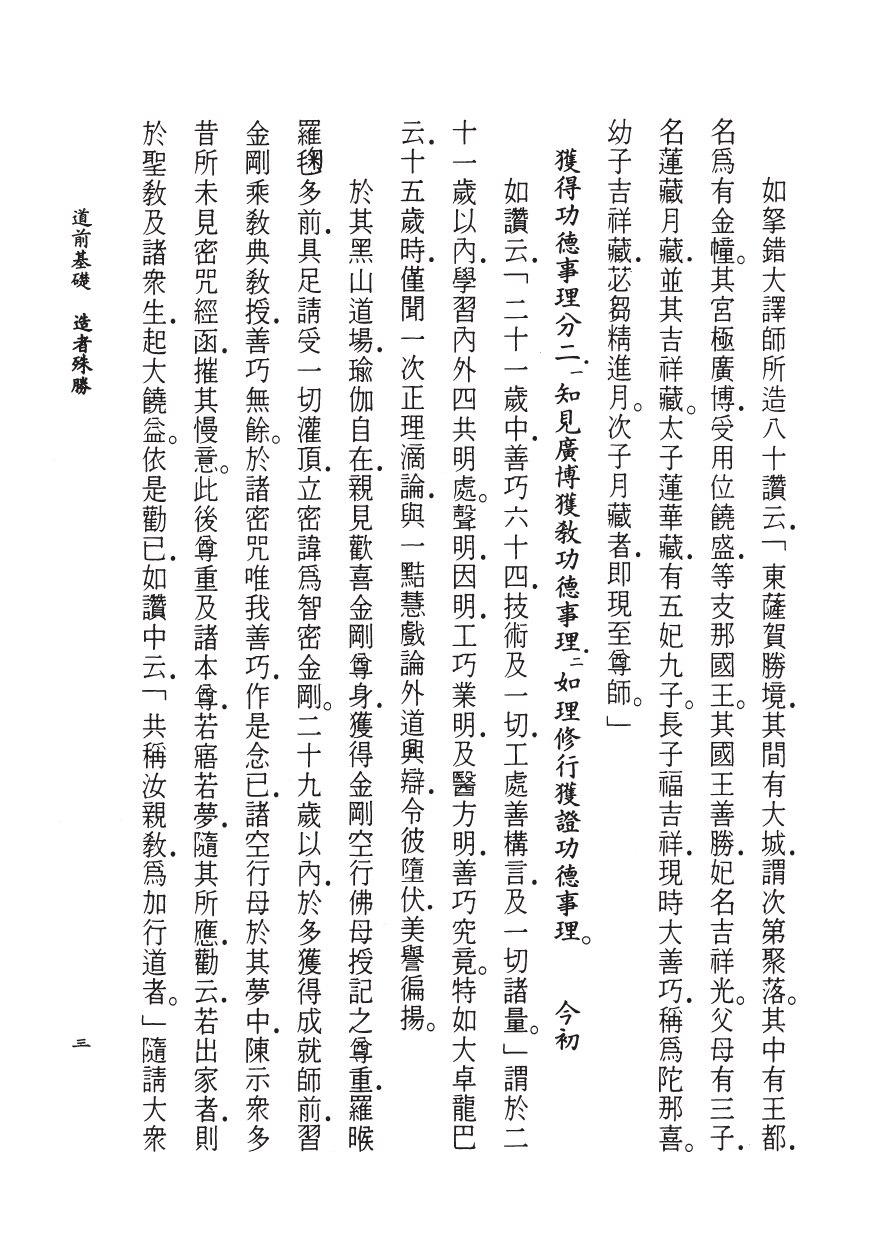 如拏錯大譯師所造八十讚云．「東薩賀勝境．其間有大城．謂次第聚落。其中有王都．
名爲有金幢。其宮極廣博．受用位饒盛．等支那國王。其國王善勝．妃名吉祥光。父母有三子．
名蓮藏月藏．並其吉祥藏。太子蓮華藏．有五妃九子。長子福吉祥．現時大善巧．稱爲陀那喜。
幼子吉祥藏．苾芻精進月。次子月藏者．即現至尊師。」
獲得功德事理分二．一知見廣博獲教功德事理．二如理修行獲證功德事理。　今初
如讚云．「二十一歲中．善巧六十四．技術及一切．工處善構言．及一切諸量。」謂於二
十一歲以內．學習內外四共明處。聲明．因明．工巧業明．及醫方明．善巧究竟。特如大卓龍巴
云．十五歲時．僅聞一次正理滴論．與一黠慧戲論外道興辯．令彼墮伏．美譽徧揚。
於其黑山道場．瑜伽自在．親見歡喜金剛尊身．獲得金剛空行佛母授記之尊重．羅睺
羅毱多前．具足請受一切灌頂．立密諱爲智密金剛。二十九歲以內．於多獲得成就師前．習
金剛乘教典教授．善巧無餘。於諸密咒唯我善巧．作是念已．諸空行母於其夢中．陳示衆多
昔所未見密咒經函．摧其慢意。此後尊重及諸本尊．若寤若夢．隨其所應．勸云．若出家者．則
於聖教及諸衆生．起大饒益。依是勸已．如讚中云．「共稱汝親教．爲加行道者。」隨請大衆
道前基礎　造者殊勝
三